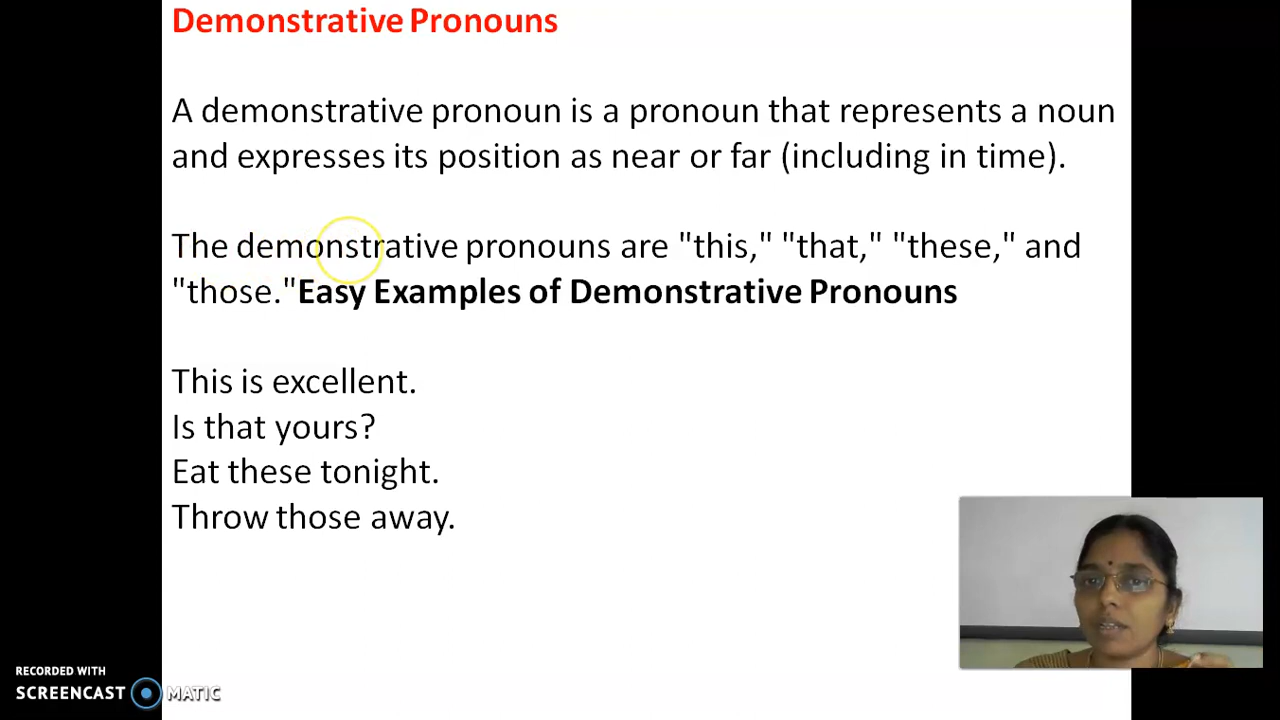 Demonstrative Pronouns
A demonstrative pronoun is a pronoun that represents a noun
and expresses its position as near or far (including in time).
The demonstrative pronouns are "this," "that," "these," and
"those."Easy Examples of Demonstrative Pronouns
This is excellent.
Is that yours?
Eat these tonight.
Throw those away.
RECORDED WITH
SCREENCAST MATIC